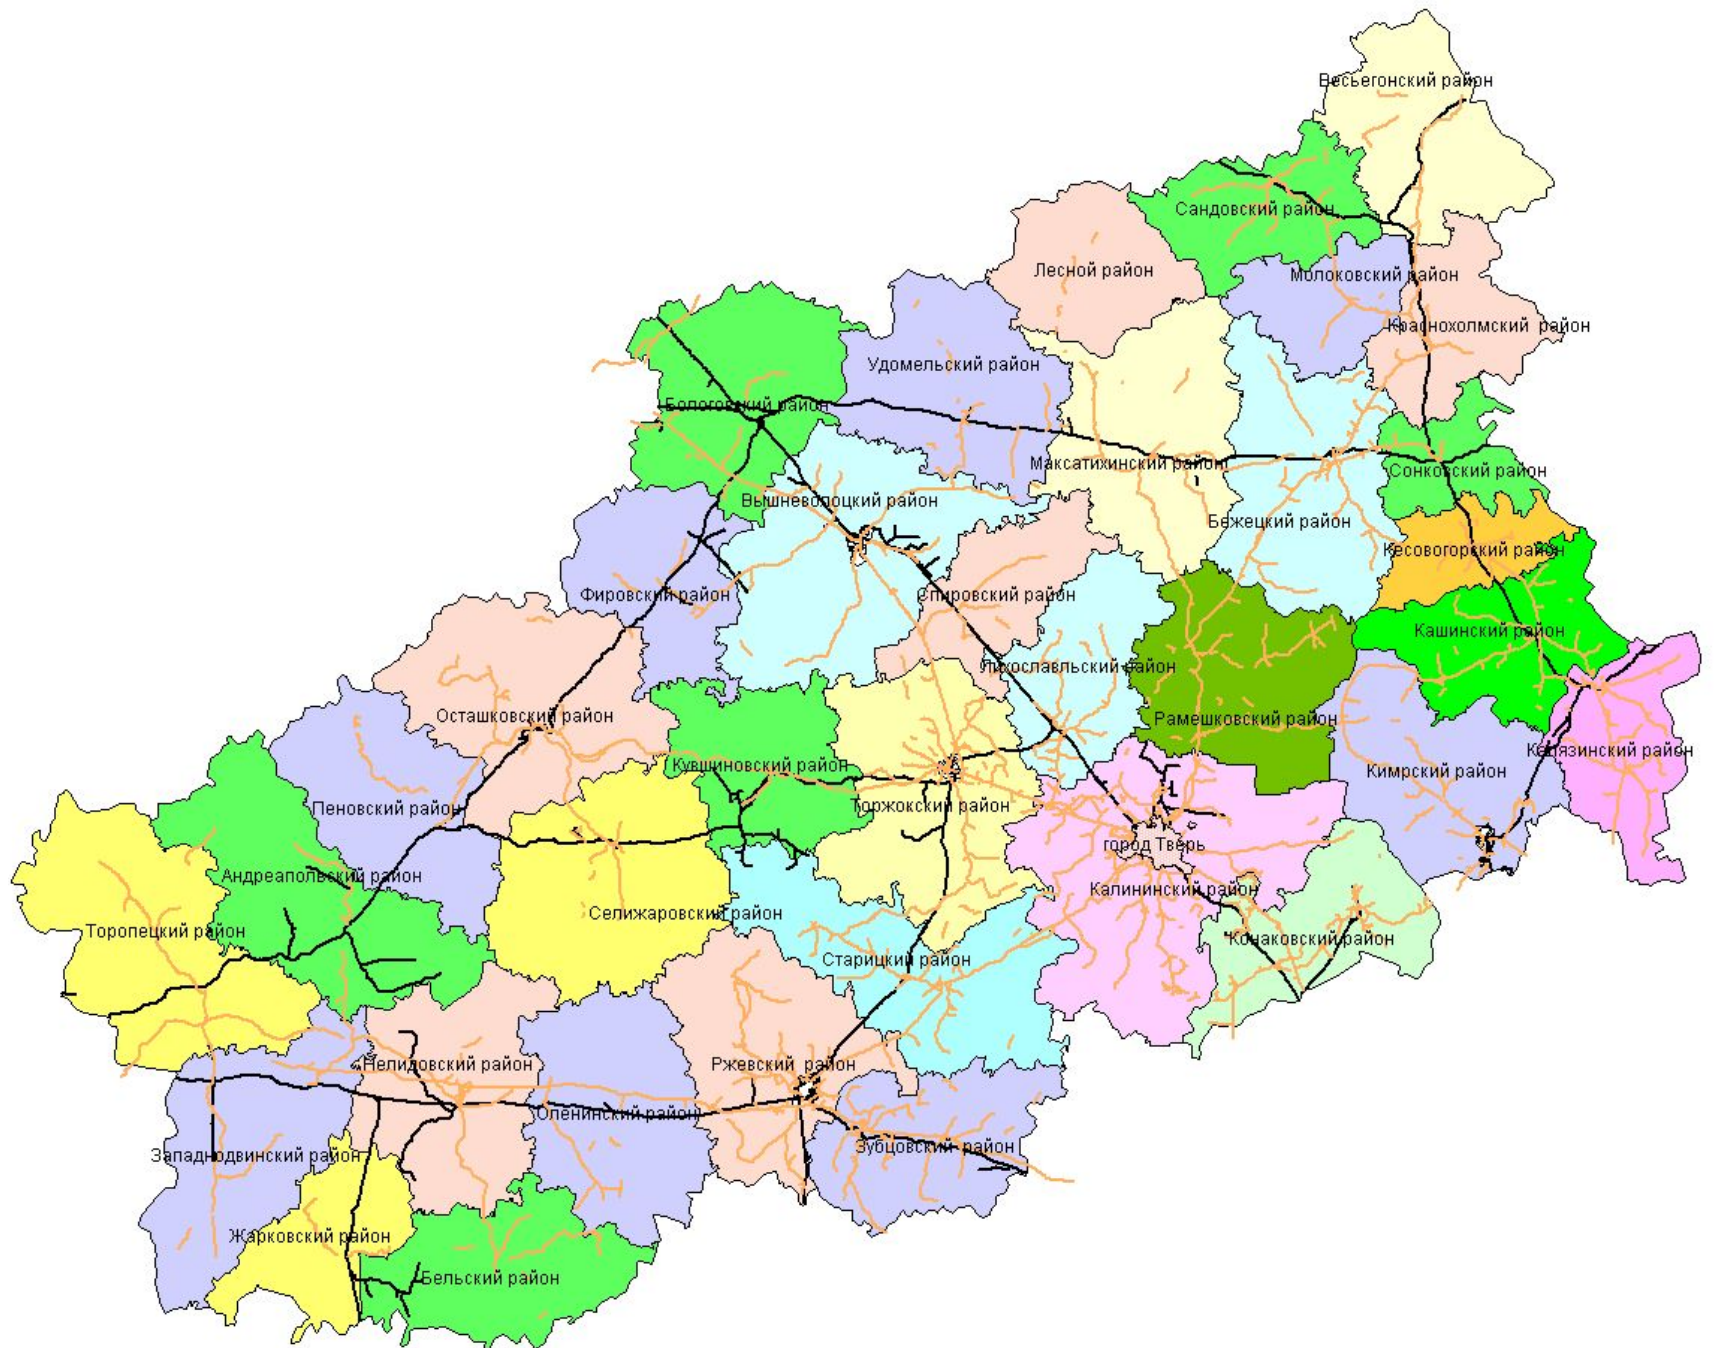 Весьегонский район
Сандовский район
Лесной район
Молоковский район
Краснохолмский район
Удомельский район
Бологовский район
Максатихинский район
Сонковский район
Вышневолоцкий район
Бежецкий район
Кесовогорский район
Фировский район
Спировский район
Кашинский район
Лихославльский район
Осташковский район
Рамешковский район
Калязинский район
Кувшиновский район
Кимрский район
Пеновский район
Торжокский район
город Тверь
Андреапольский район
Калининский район
Селижаровский район
Торопецкий район
Конаковский район
Старицкий район
Нелидовский район
Ржевский район
Оленинский район
Зубцовский район
Западнодвинский район
Жарковский район
Бельский район